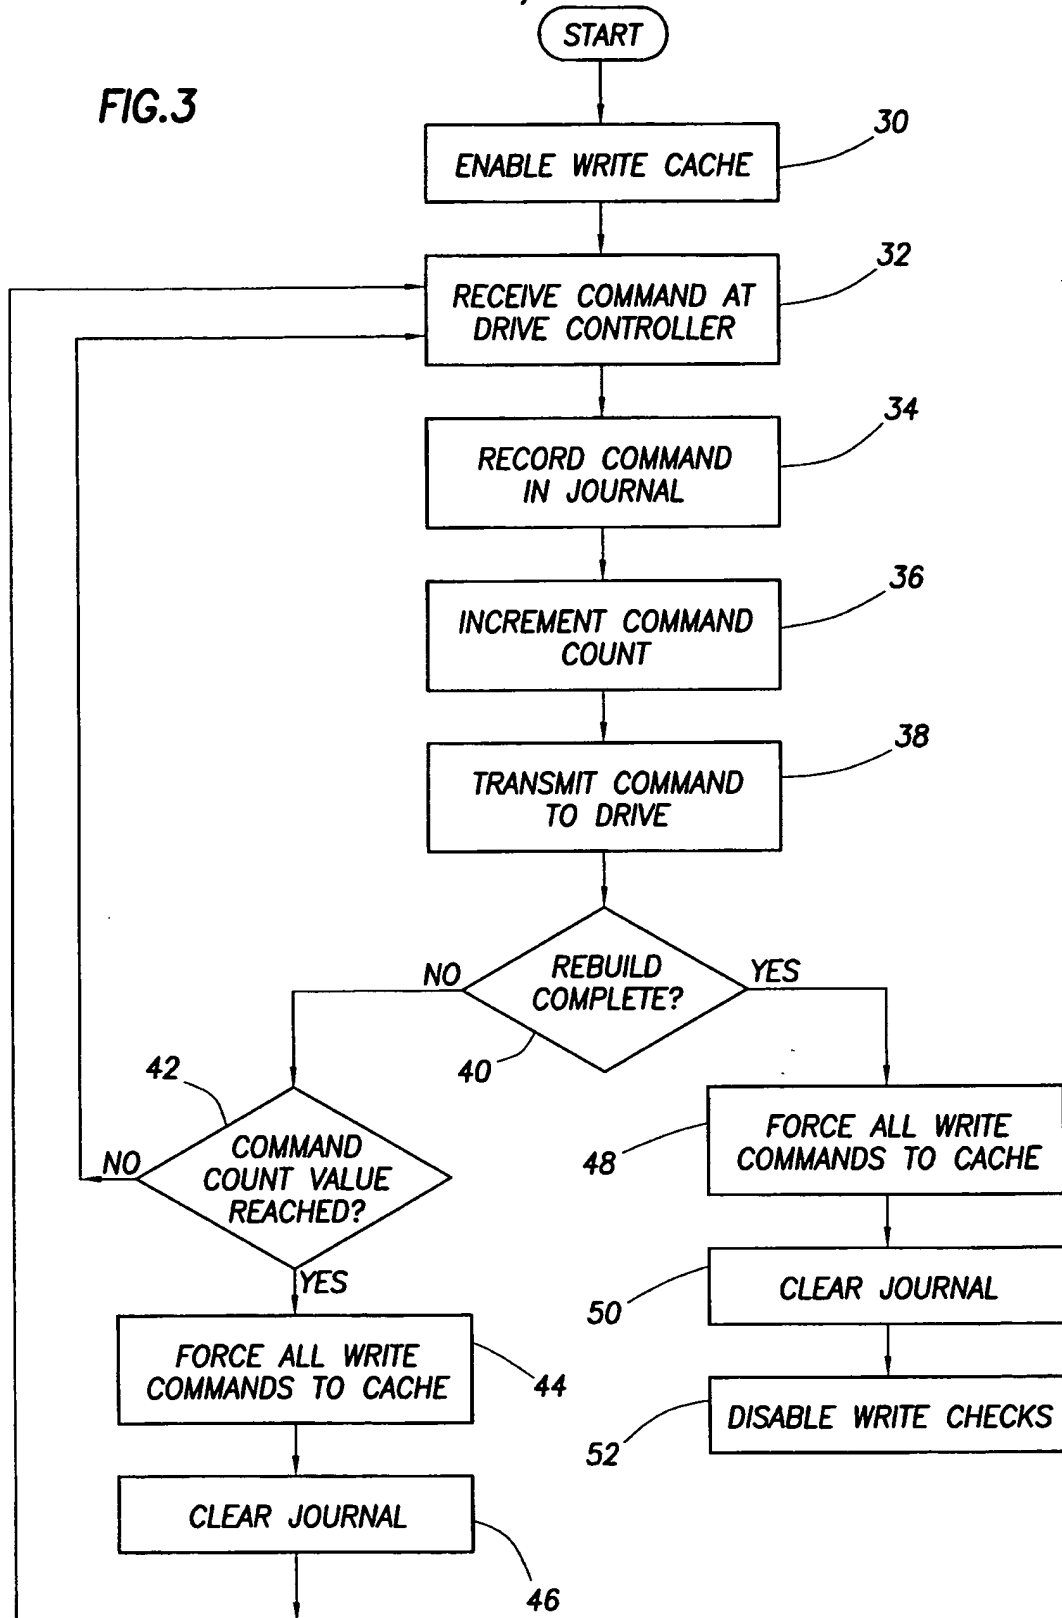 START
FIG.3
30
ENABLE WRITE CACHE
32
RECEIVE COMMAND AT
DRIVE CONTROLLER
34
RECORD COMMAND
IN JOURNAL
36
INCREMENT COMMAND
COUNT
38
TRANSMIT COMMAND
TO DRIVE
NO
REBUILD
COMPLETE?
YES
40
42
COMMAND
COUNT VALUE
REACHED?
NO
YES
FORCE ALL WRITE
COMMANDS TO CACHE
48
CLEAR JOURNAL
50
FORCE ALL WRITE
COMMANDS TO CACHE
44
DISABLE WRITE CHECKS
52
CLEAR JOURNAL
46